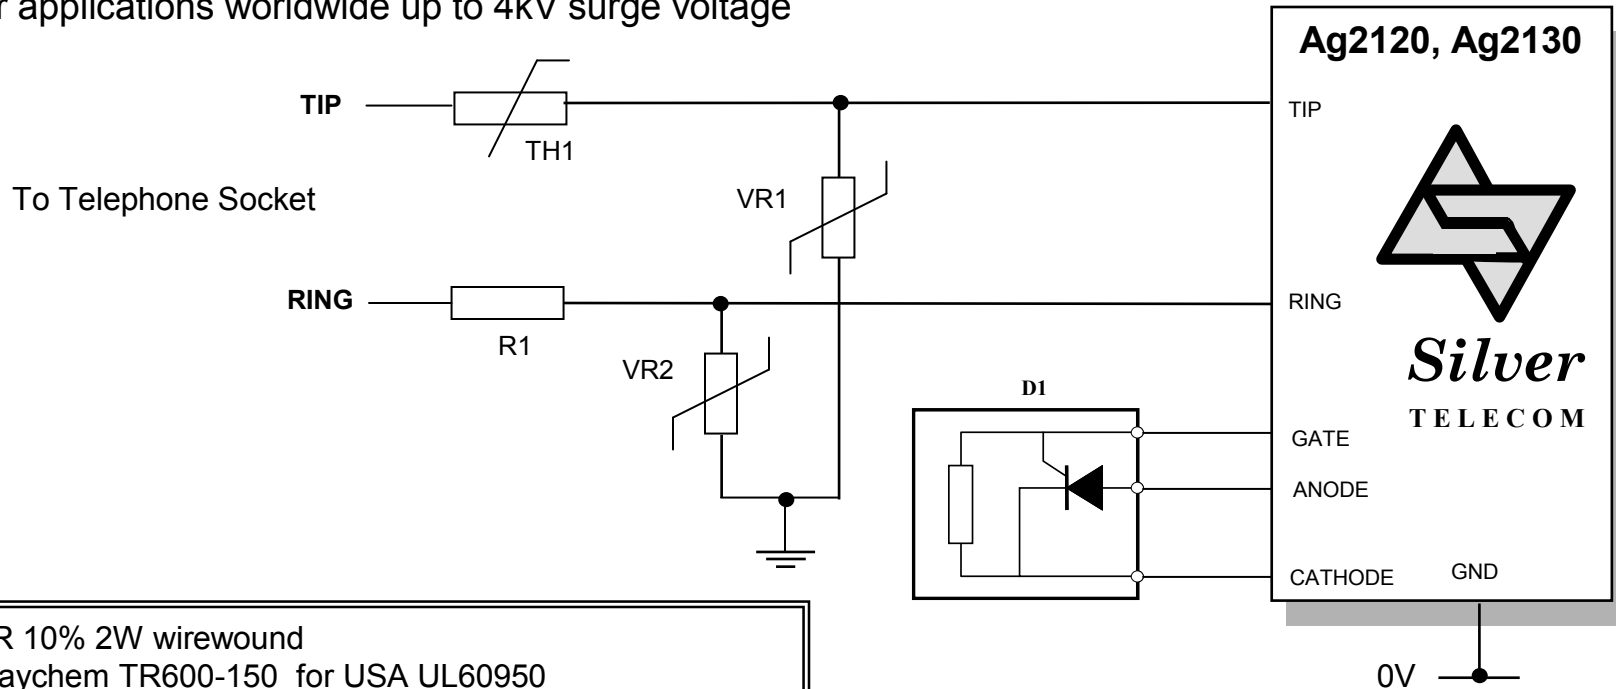 applications worldwide up to 4kV surge voltage
Ag2120, Ag2130
TIP
TIP
TH1
To Telephone Socket
VR1
RING
RING
R1
VR2
Silver
TELECOM
D1
GATE
ANODE
CATHODE
GND
10% 2W wirewound
TR600-150 for USA UL60950
0V